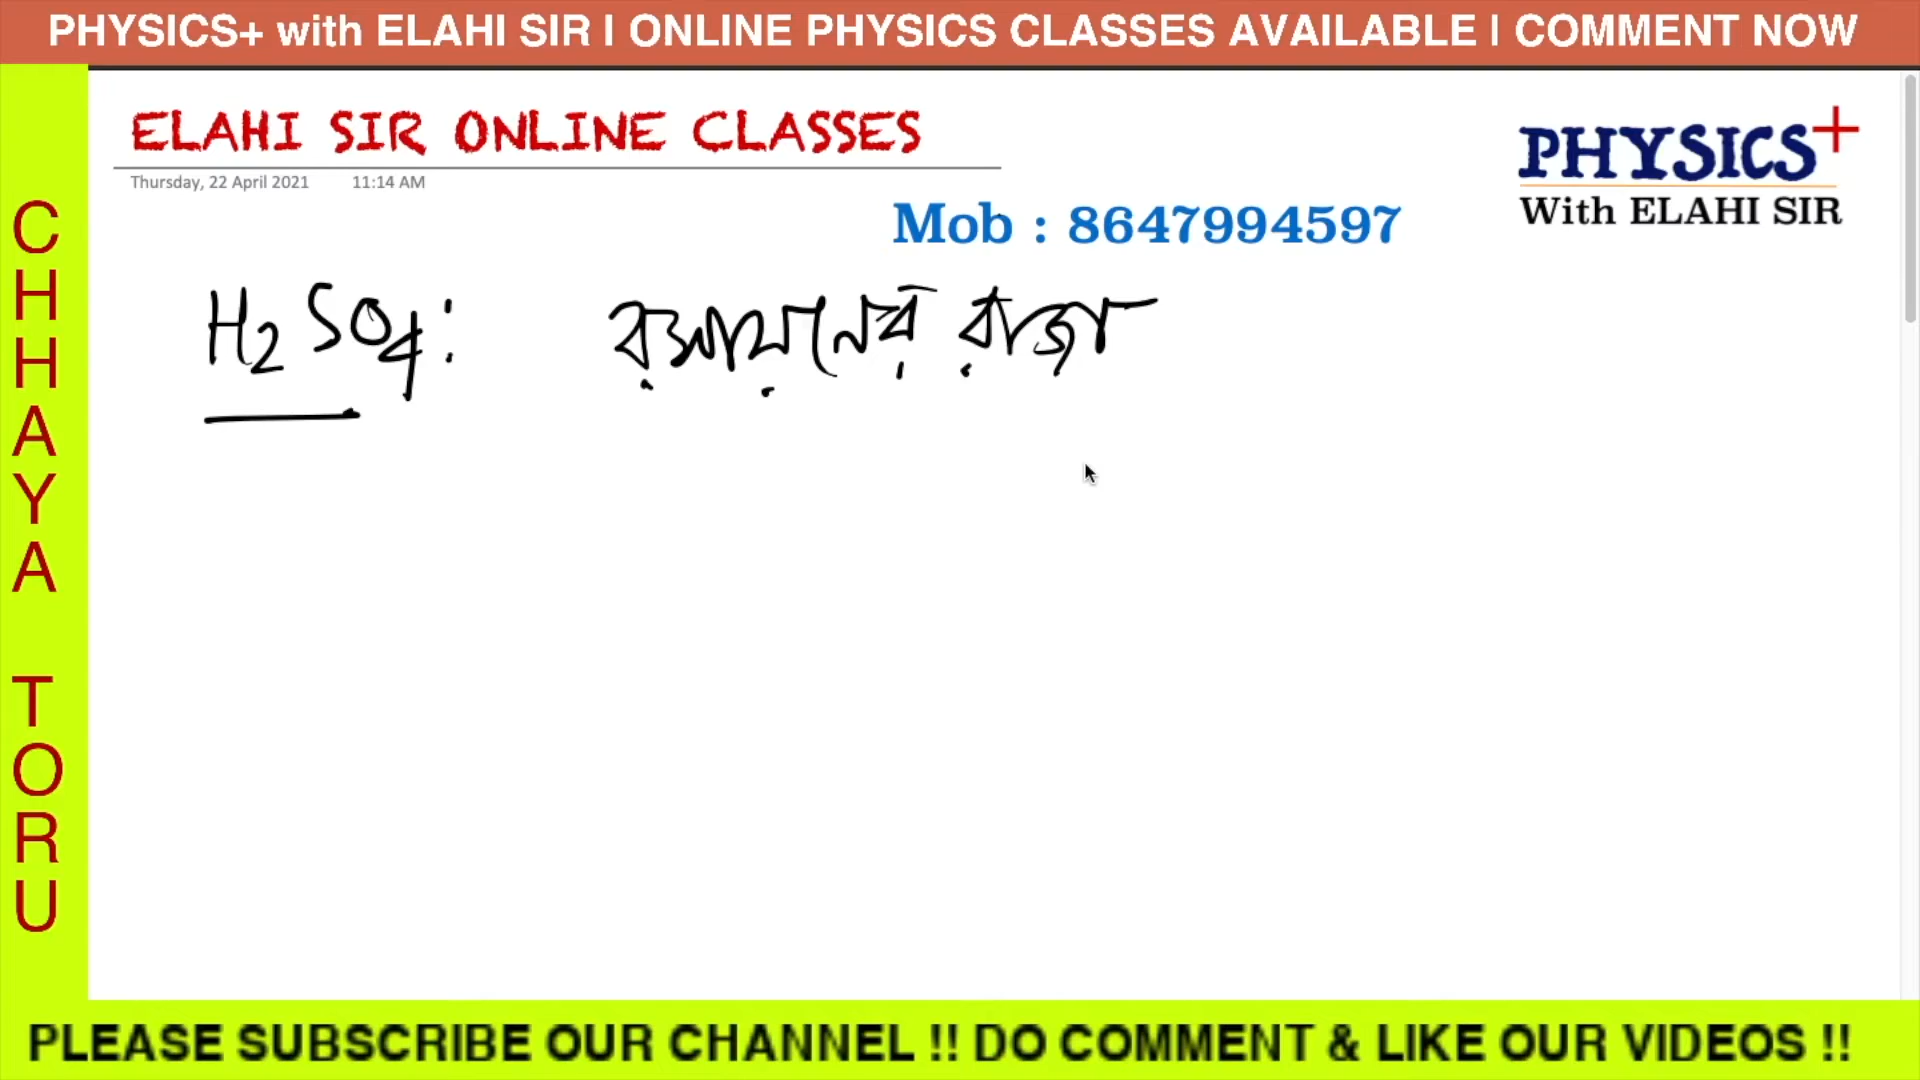 PHYSICS+ with ELAHI SIR I ONLINE PHYSICS CLASSES AVAILABLE I COMMENT NOW
ELAHI SIR ONLINE CLASSES
Thursday, 22 April 2021 11:14 AM
PHYSICS+
With ELAHI SIR
Mob : 8647994597
H₂SO₄: রসায়নের রাজা
CHHAYA TORU
PLEASE SUBSCRIBE OUR CHANNEL !! DO COMMENT & LIKE OUR VIDEOS !!